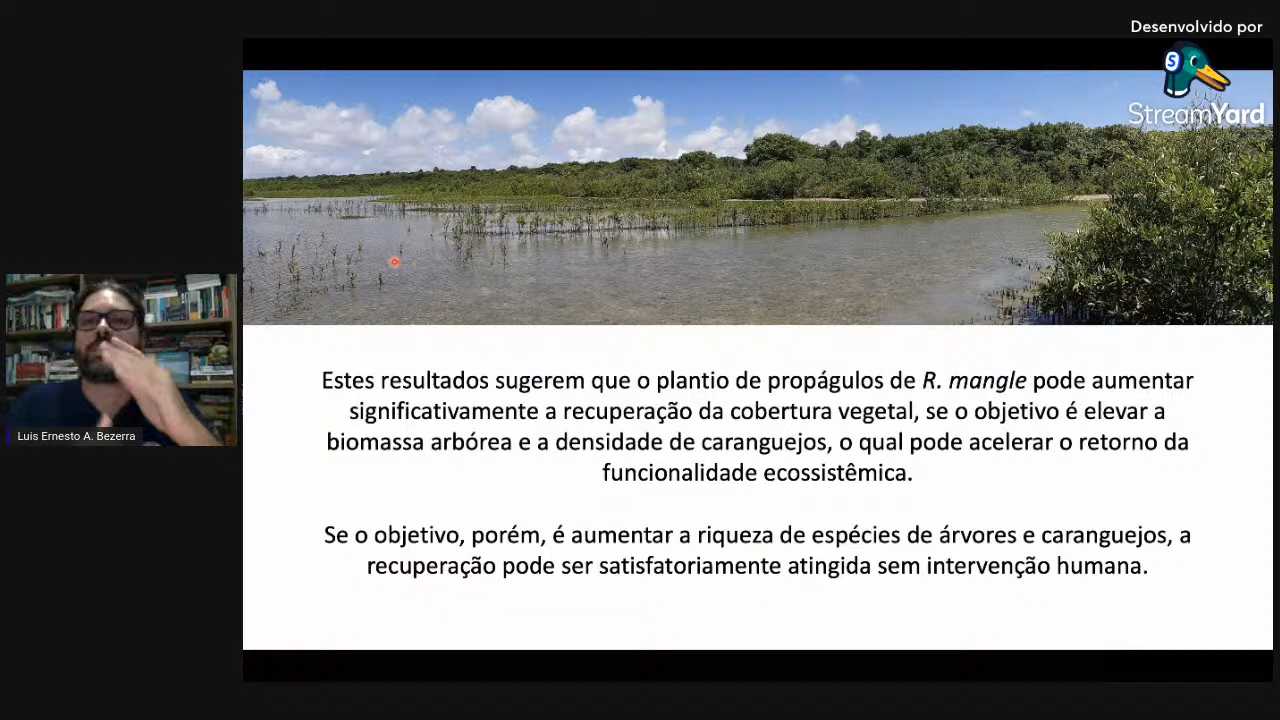 Desenvolvido por
S
StreamYard
Estes resultados sugerem que o plantio de propágulos de R. mangle pode aumentar
significativamente a recuperação da cobertura vegetal, se o objetivo é elevar a
biomassa arbórea e a densidade de caranguejos, o qual pode acelerar o retorno da
funcionalidade ecossistêmica.
Se o objetivo, porém, é aumentar a riqueza de espécies de árvores e caranguejos, a
recuperação pode ser satisfatoriamente atingida sem intervenção humana.
Luis Ernesto A. Bezerra